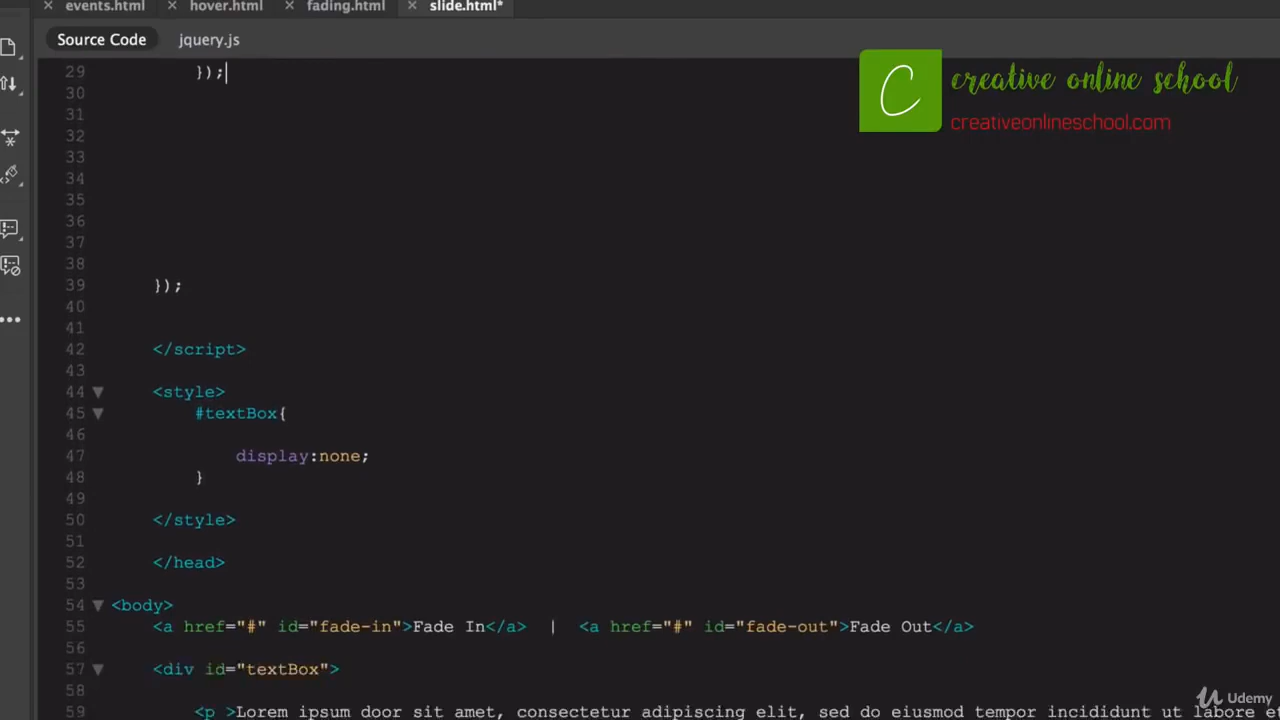 events.html hover.html fading.html slide.html*
Source Code jquery.js
creative online school
C
creativeonlineschool.com
29 });
30
31
32
33
34
35
36
37
38
39 });
40
41
42 </script>
43
44 <style>
45 #textBox{
46
47 display:none;
48 }
49
50 </style>
51
52 </head>
53
54 <body>
55 <a href="#" id="fade-in">Fade In</a> | <a href="#" id="fade-out">Fade Out</a>
56
57 <div id="textBox">
58
59 <p >Lorem ipsum door sit amet, consectetur adipiscing elit, sed do eiusmod tempor incididunt ut labore e
Udemy